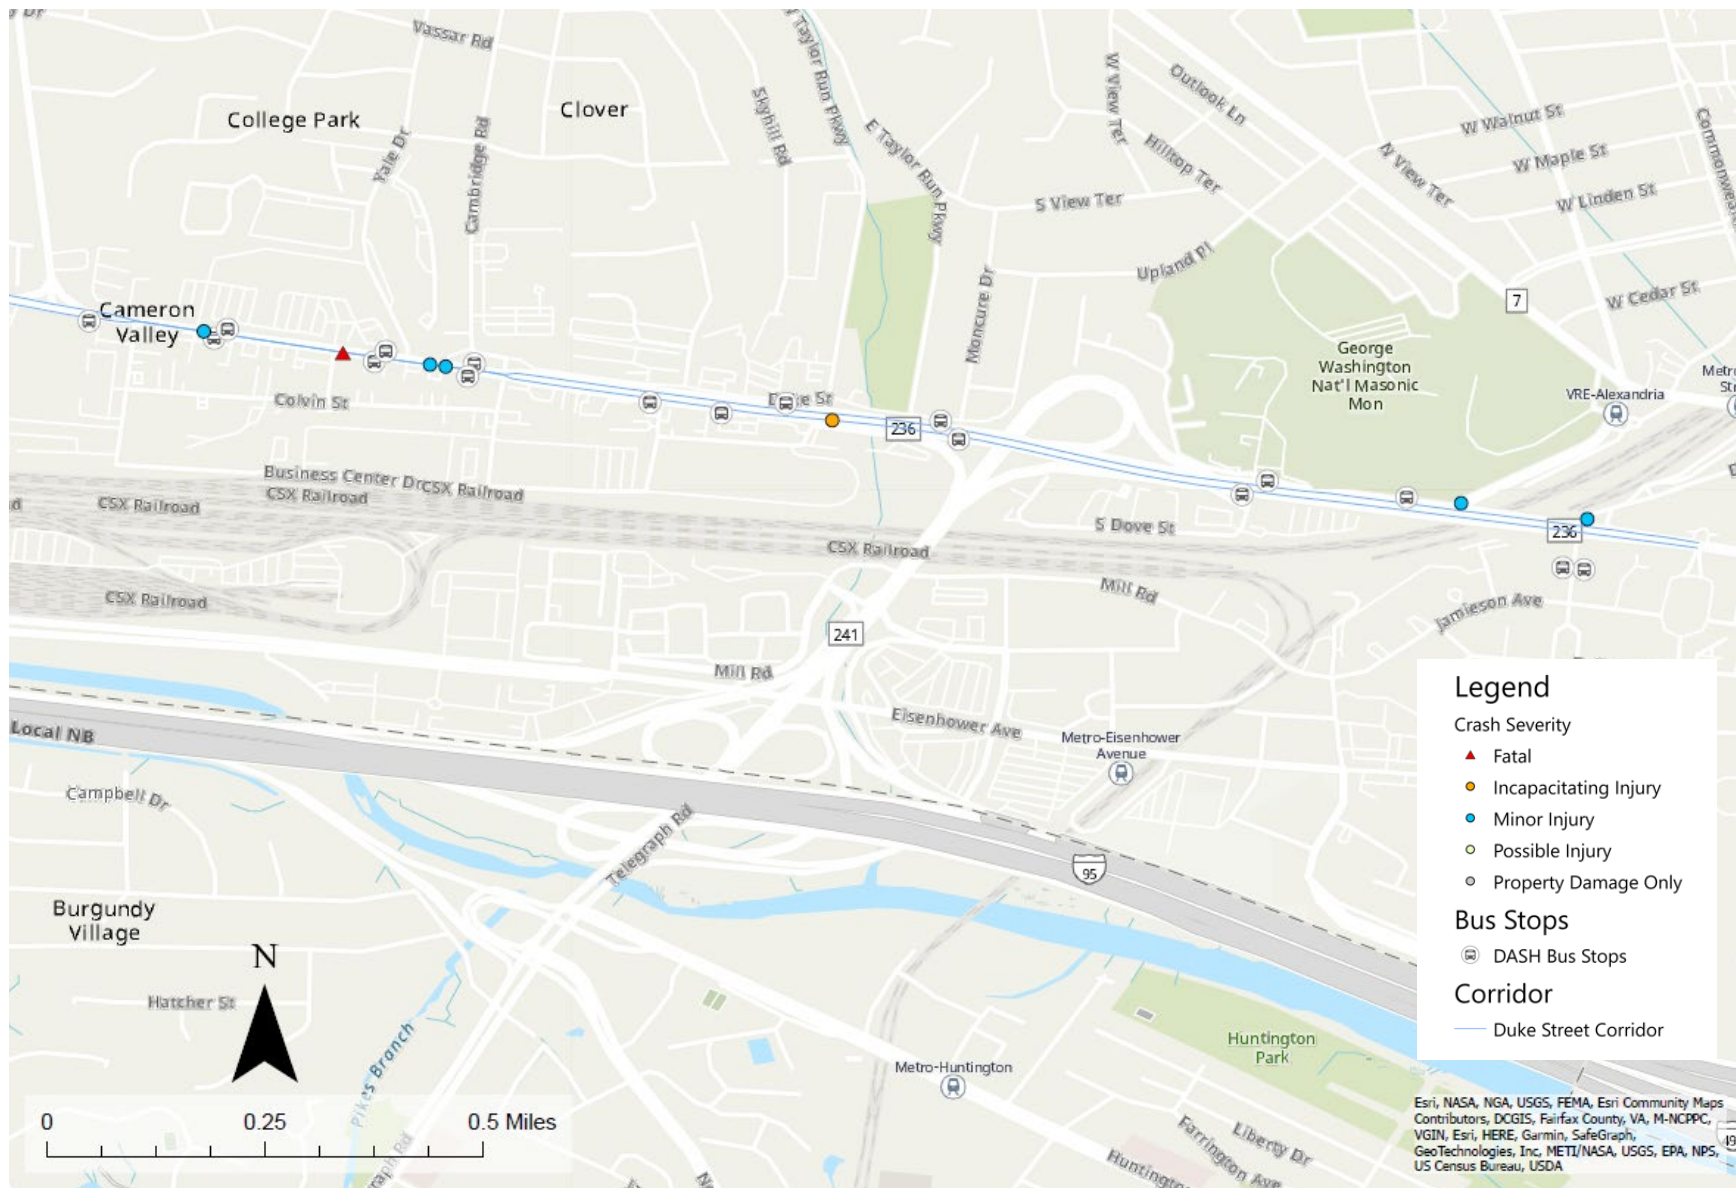 Vassar Rd
College Park
Clover
Yale Dr
Cambridge Rd
Skyhill Rd
W Taylor Run Pkwy
E Taylor Run Pkwy
W View Ter
Outlook Ln
Hilltop Ter
S View Ter
Upland Pl
Moncure Dr
N View Ter
W Walnut St
W Maple St
W Linden St
W Cedar St
7
Cameron
Valley
Colvin St
236
George
Washington
Nat'l Masonic
Mon
VRE-Alexandria
Business Center Dr
CSX Railroad
CSX Railroad
CSX Railroad
CSX Railroad
CSX Railroad
S Dove St
236
Mill Rd
Jamieson Ave
241
Mill Rd
Eisenhower Ave
Metro-Eisenhower
Avenue
Local NB
Campbell Dr
Telegraph Rd
95
Burgundy
Village
Hatcher St
Pikes Branch
Metro-Huntington
Huntington
Park
Liberty Dr
Farrington Ave
N
0 0.25 0.5 Miles
Legend
Crash Severity
Fatal
Incapacitating Injury
Minor Injury
Possible Injury
Property Damage Only
Bus Stops
DASH Bus Stops
Corridor
Duke Street Corridor
Esri, NASA, NGA, USGS, FEMA, Esri Community Maps
Contributors, DCGIS, Fairfax County, VA, M-NCPPC,
VGIN, Esri, HERE, Garmin, SafeGraph,
GeoTechnologies, Inc, METI/NASA, USGS, EPA, NPS,
US Census Bureau, USDA